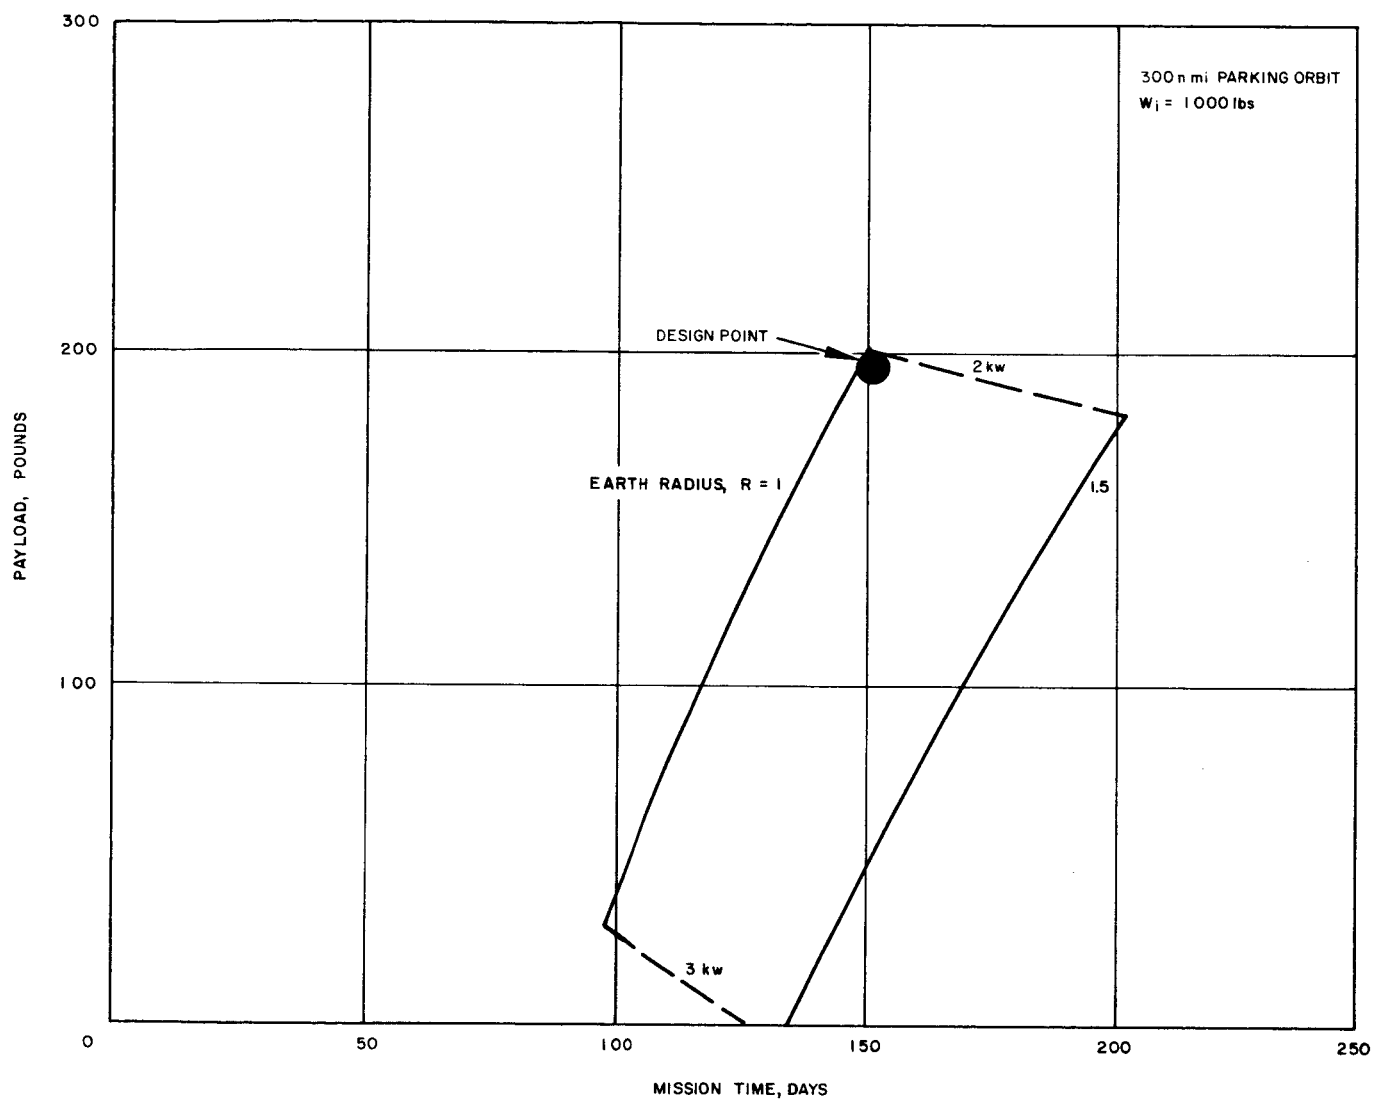 300
300 n mi PARKING ORBIT
Wi = 1000 lbs
DESIGN POINT
200
2 kw
PAYLOAD, POUNDS
EARTH RADIUS, R = 1
1.5
100
3 kw
0
50
100
150
200
250
MISSION TIME, DAYS